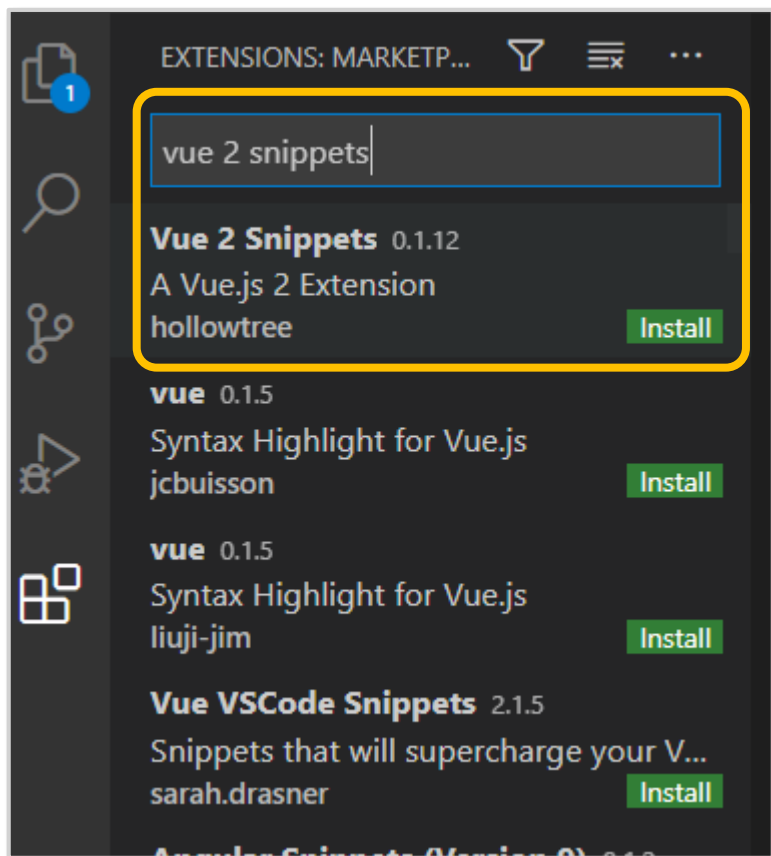 EXTENSIONS: MARKETP...
1
vue 2 snippets
Vue 2 Snippets 0.1.12
A Vue.js 2 Extension
hollowtree Install
vue 0.1.5
Syntax Highlight for Vue.js
jcbuisson Install
vue 0.1.5
Syntax Highlight for Vue.js
liuji-jim Install
Vue VSCode Snippets 2.1.5
Snippets that will supercharge your V...
sarah.drasner Install